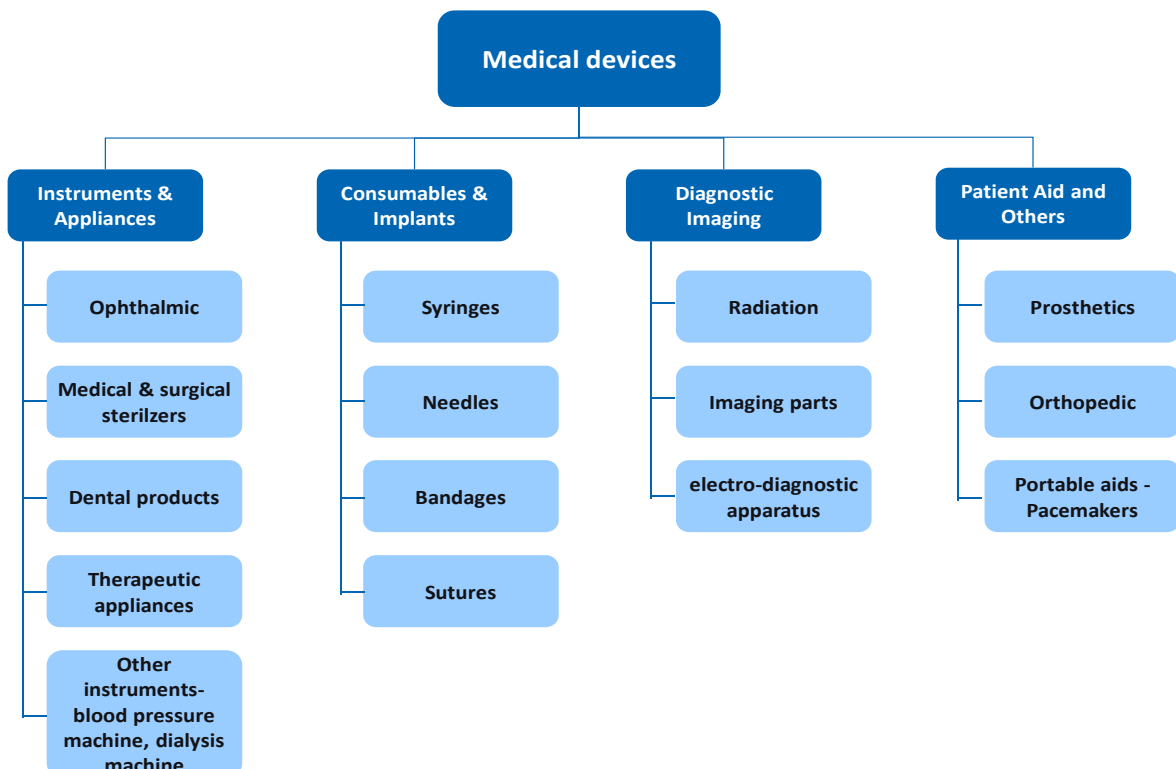 Medical devices
Instruments &
Appliances
Consumables &
Implants
Diagnostic
Imaging
Patient Aid and
Others
Ophthalmic
Medical & surgical
sterilzers
Dental products
Therapeutic
appliances
Other
instruments-
blood pressure
machine, dialysis
machine
Syringes
Needles
Bandages
Sutures
Radiation
Imaging parts
electro-diagnostic
apparatus
Prosthetics
Orthopedic
Portable aids -
Pacemakers